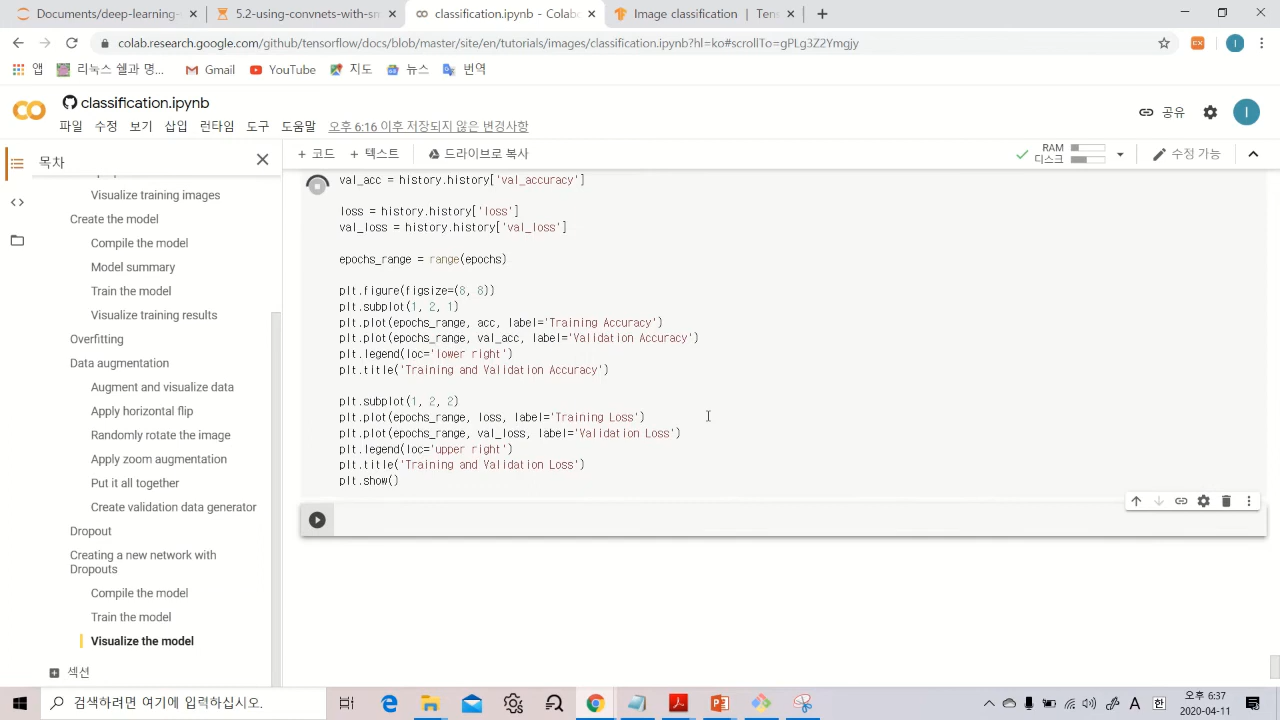 Documents/deep_learning-pytho
5.2-using-convnets-with-sm
classification.ipynb - Colabo
Image classification | Tens
colab.research.google.com/github/tensorflow/docs/blob/master/site/en/tutorials/images/classification.ipynb?hl=ko#scrollTo=gPLg3Z2Ymgjy
앱 리눅스 쉘과 명... Gmail YouTube 지도 뉴스 번역
classification.ipynb
공유
파일 수정 보기 삽입 런타임 도구 도움말 오후 6:16 이후 저장되지 않은 변경사항
목차
+ 코드 + 텍스트 드라이브로 복사
RAM
디스크
수정 가능
Visualize training images
Create the model
Compile the model
Model summary
Train the model
Visualize training results
Overfitting
Data augmentation
Augment and visualize data
Apply horizontal flip
Randomly rotate the image
Apply zoom augmentation
Put it all together
Create validation data generator
Dropout
Creating a new network with
Dropouts
Compile the model
Train the model
Visualize the model
섹션
val_acc = history.history['val_accuracy']
loss = history.history['loss']
val_loss = history.history['val_loss']
epochs_range = range(epochs)
plt.figure(figsize=(8, 8))
plt.subplot(1, 2, 1)
plt.plot(epochs_range, acc, label='Training Accuracy')
plt.plot(epochs_range, val_acc, label='Validation Accuracy')
plt.legend(loc='lower right')
plt.title('Training and Validation Accuracy')
plt.subplot(1, 2, 2)
plt.plot(epochs_range, loss, label='Training Loss')
plt.plot(epochs_range, val_loss, label='Validation Loss')
plt.legend(loc='upper right')
plt.title('Training and Validation Loss')
plt.show()
검색하려면 여기에 입력하십시오.
A 한
오후 6:37
2020-04-11